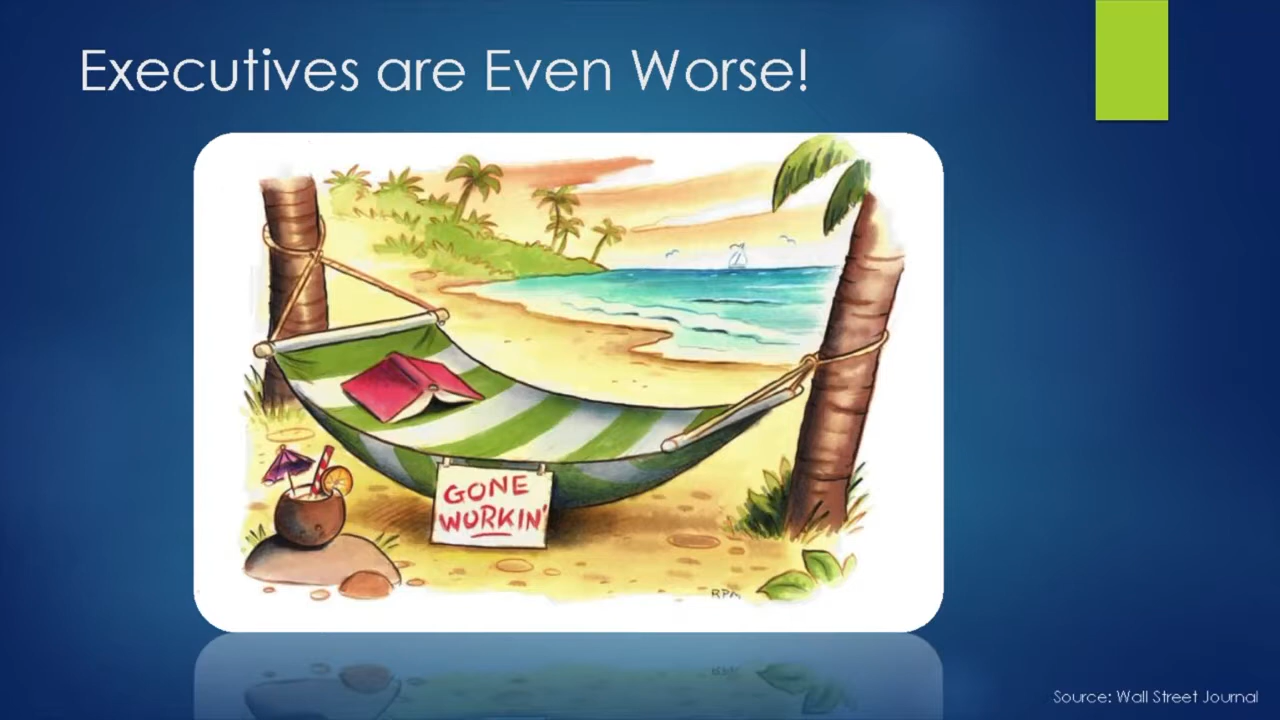 Executives are Even Worse!
GONE
WORKIN'
RPM
Source: Wall Street Journal